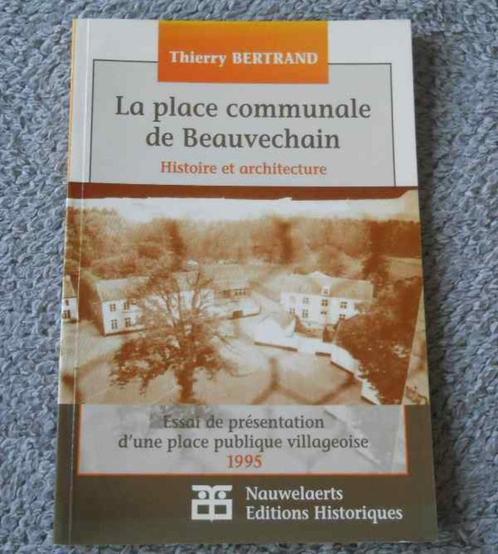 Thierry BERTRAND
La place communale
de Beauvechain
Histoire et architecture
Essai de présentation
d'une place publique villageoise
1995
Nauwelaerts
Editions Historiques